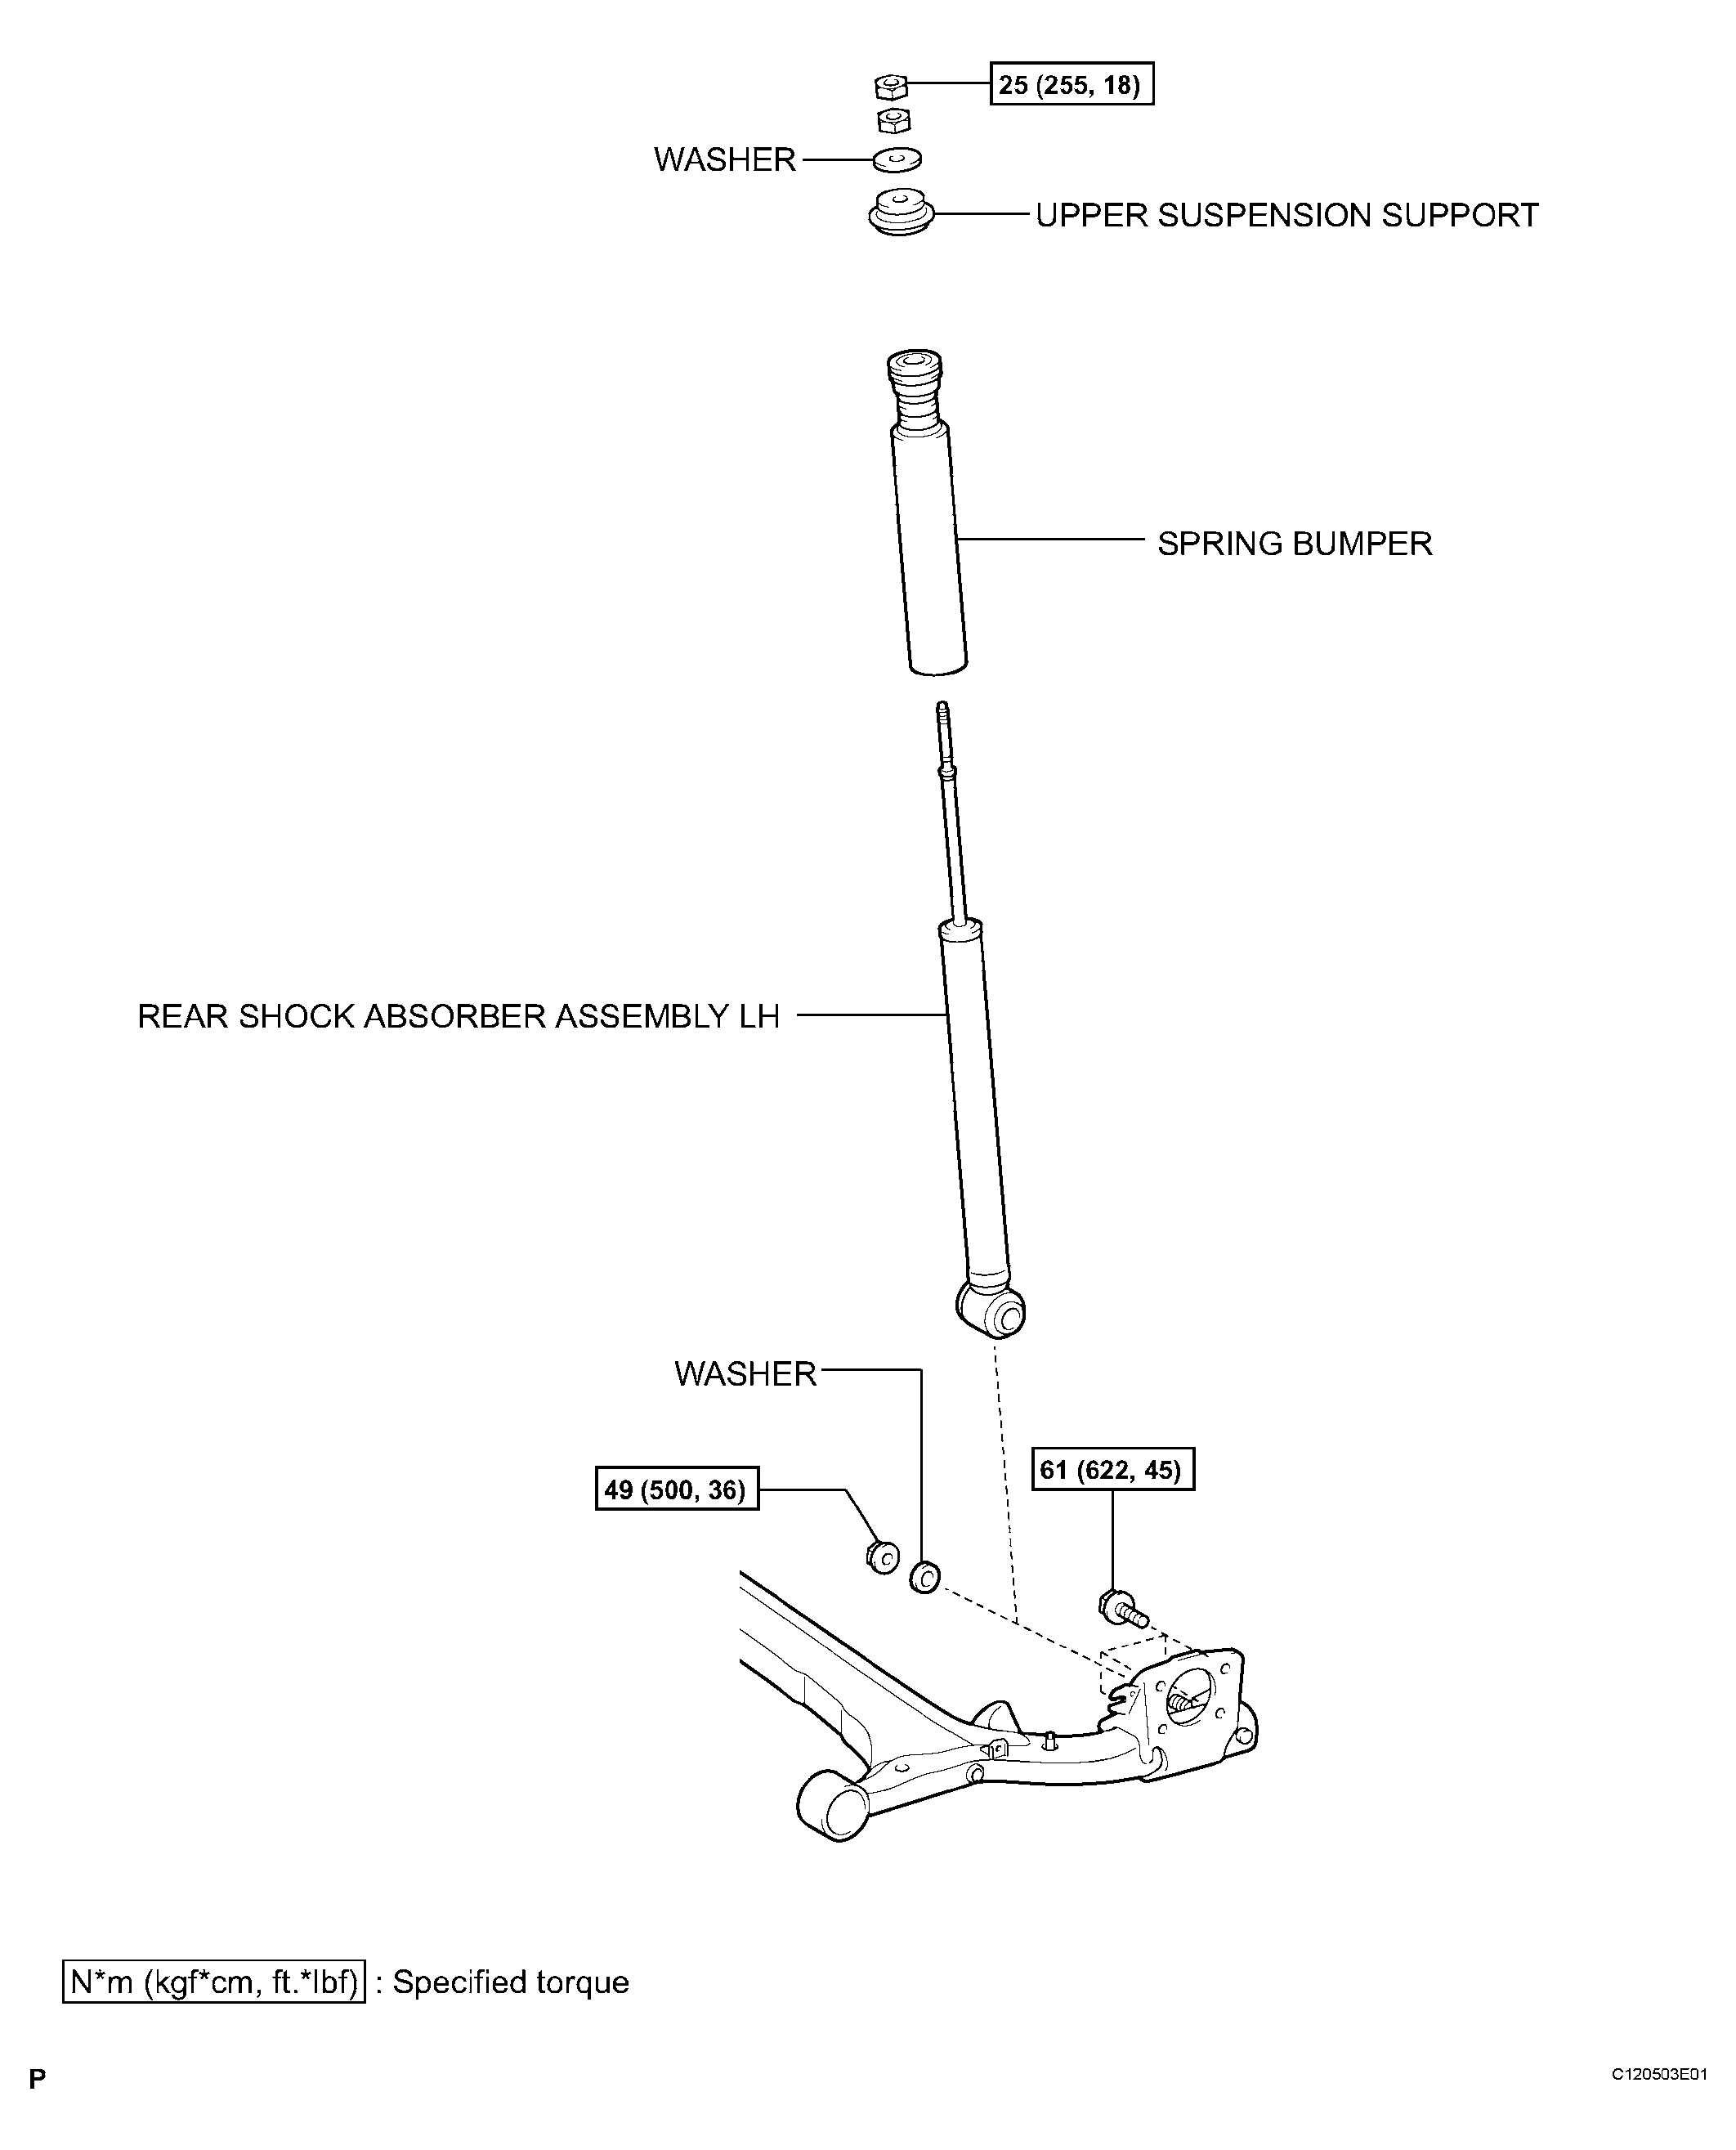 25 (255, 18)
WASHER
UPPER SUSPENSION SUPPORT
SPRING BUMPER
REAR SHOCK ABSORBER ASSEMBLY LH
WASHER
61 (622, 45)
49 (500, 36)
N*m (kgf*cm, ft.*lbf) : Specified torque
P
C120503E01